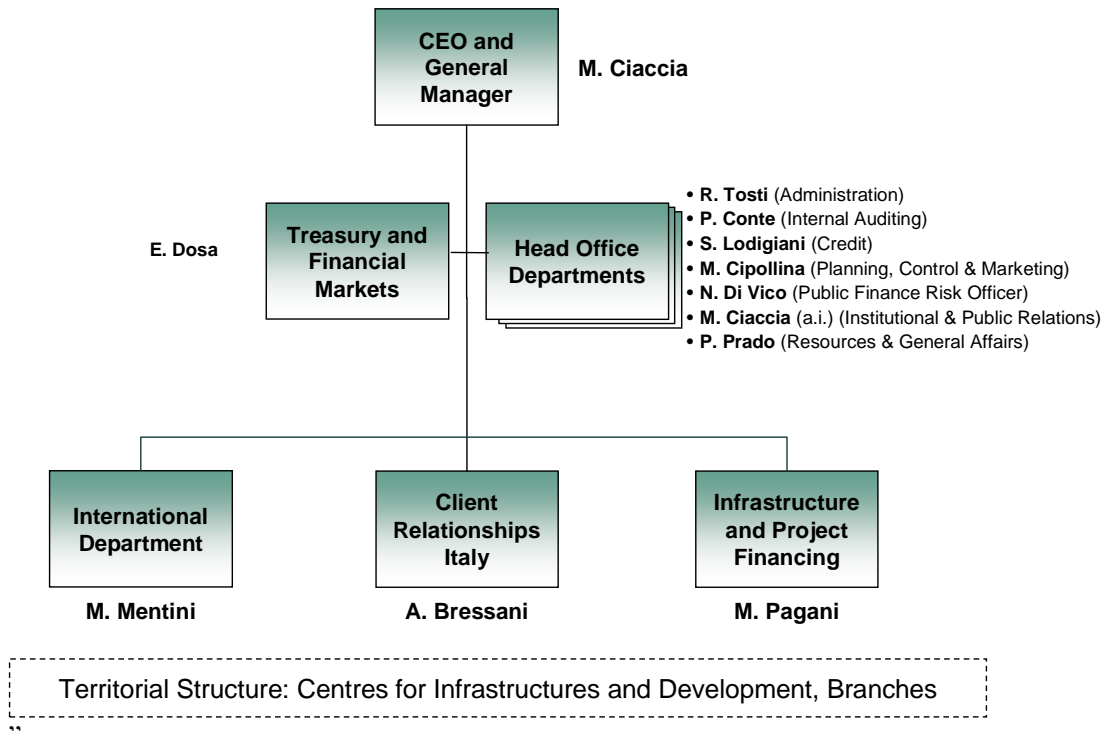 CEO and
General
Manager
M. Ciaccia
E. Dosa
Treasury and
Financial
Markets
Head Office
Departments
• R. Tosti (Administration)
• P. Conte (Internal Auditing)
• S. Lodigiani (Credit)
• M. Cipollina (Planning, Control & Marketing)
• N. Di Vico (Public Finance Risk Officer)
• M. Ciaccia (a.i.) (Institutional & Public Relations)
• P. Prado (Resources & General Affairs)
International
Department
M. Mentini
Client
Relationships
Italy
A. Bressani
Infrastructure
and Project
Financing
M. Pagani
Territorial Structure: Centres for Infrastructures and Development, Branches
”